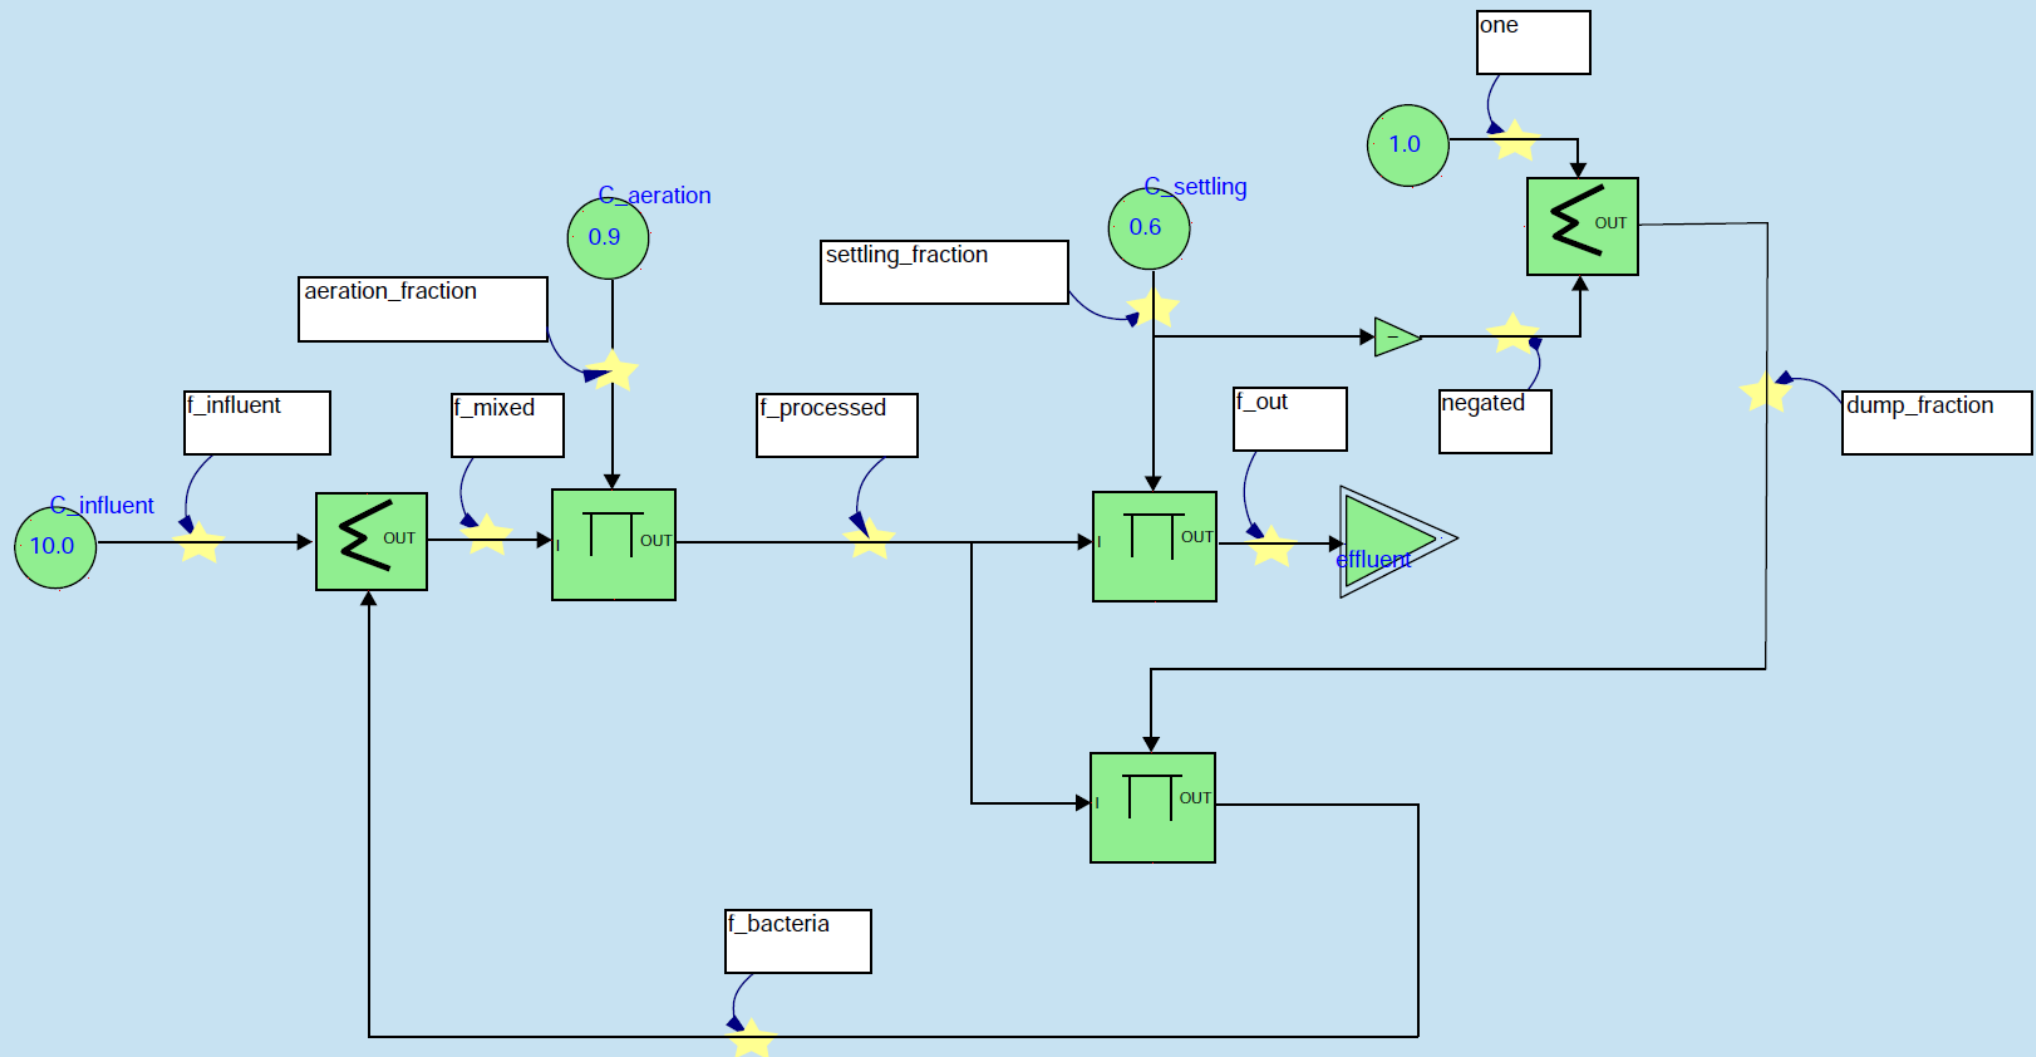 one
1.0
OUT
C_aeration
0.9
C_settling
0.6
settling_fraction
aeration_fraction
–
negated
dump_fraction
f_influent
f_mixed
f_processed
f_out
C_influent
10.0
OUT
I
OUT
I
OUT
effluent
I
OUT
f_bacteria